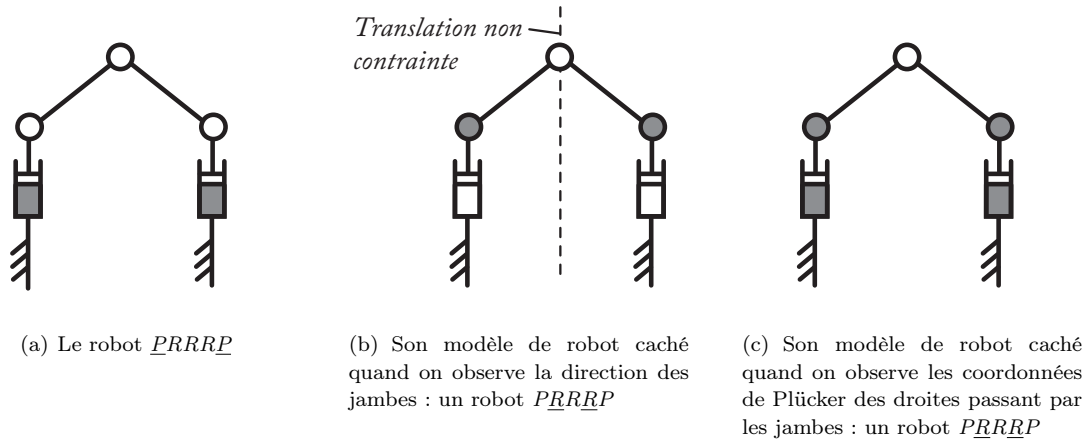 Translation non
contrainte
(a) Le robot PRRRP
(b) Son modèle de robot caché
quand on observe la direction des
jambes : un robot PRRRP
(c) Son modèle de robot caché
quand on observe les coordonnées
de Plücker des droites passant par
les jambes : un robot PRRRP